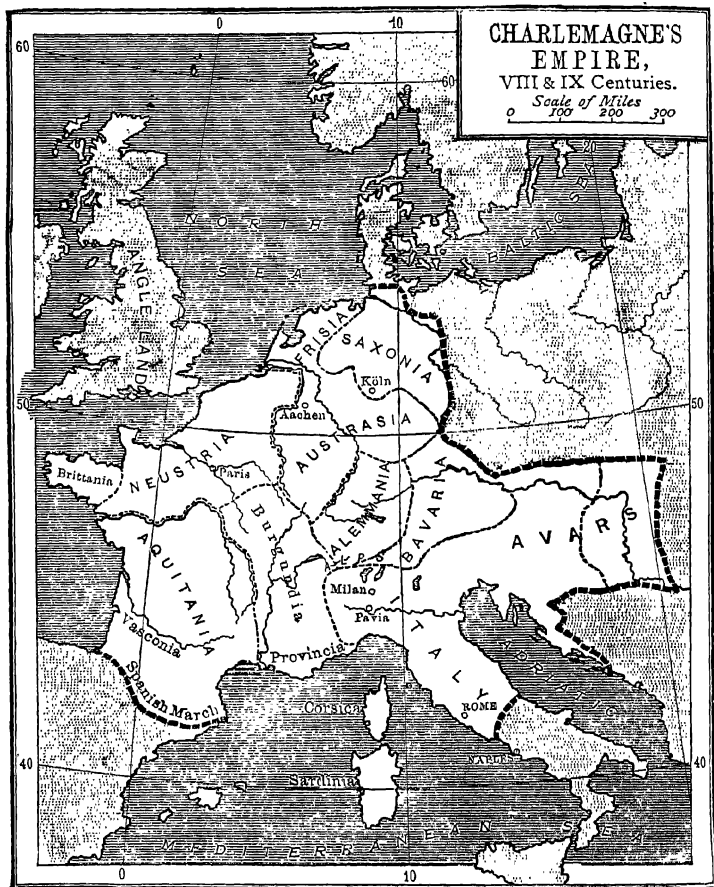 0
10
60
CHARLEMAGNE'S
EMPIRE,
VIII & IX Centuries.
Scale of Miles
0 100 200 300
60
20
NORTH
SEA
BALTIC SEA
ANGLE LAND
FRISIA
SAXONIA
Köln
Aachen
50
50
AUSTRASIA
NEUSTRIA
Paris
Brittania
ALEMMANIA
BAVARIA
AVARS
Burgundia
AQUITANIA
ALPS
Milano
Pavia
ITALY
Vasconia
Provincia
ADRIATIC
Spanish March
Corsica
ROME
NAPLES
40
40
Sardinia
MEDITERRANEAN SEA
0
10